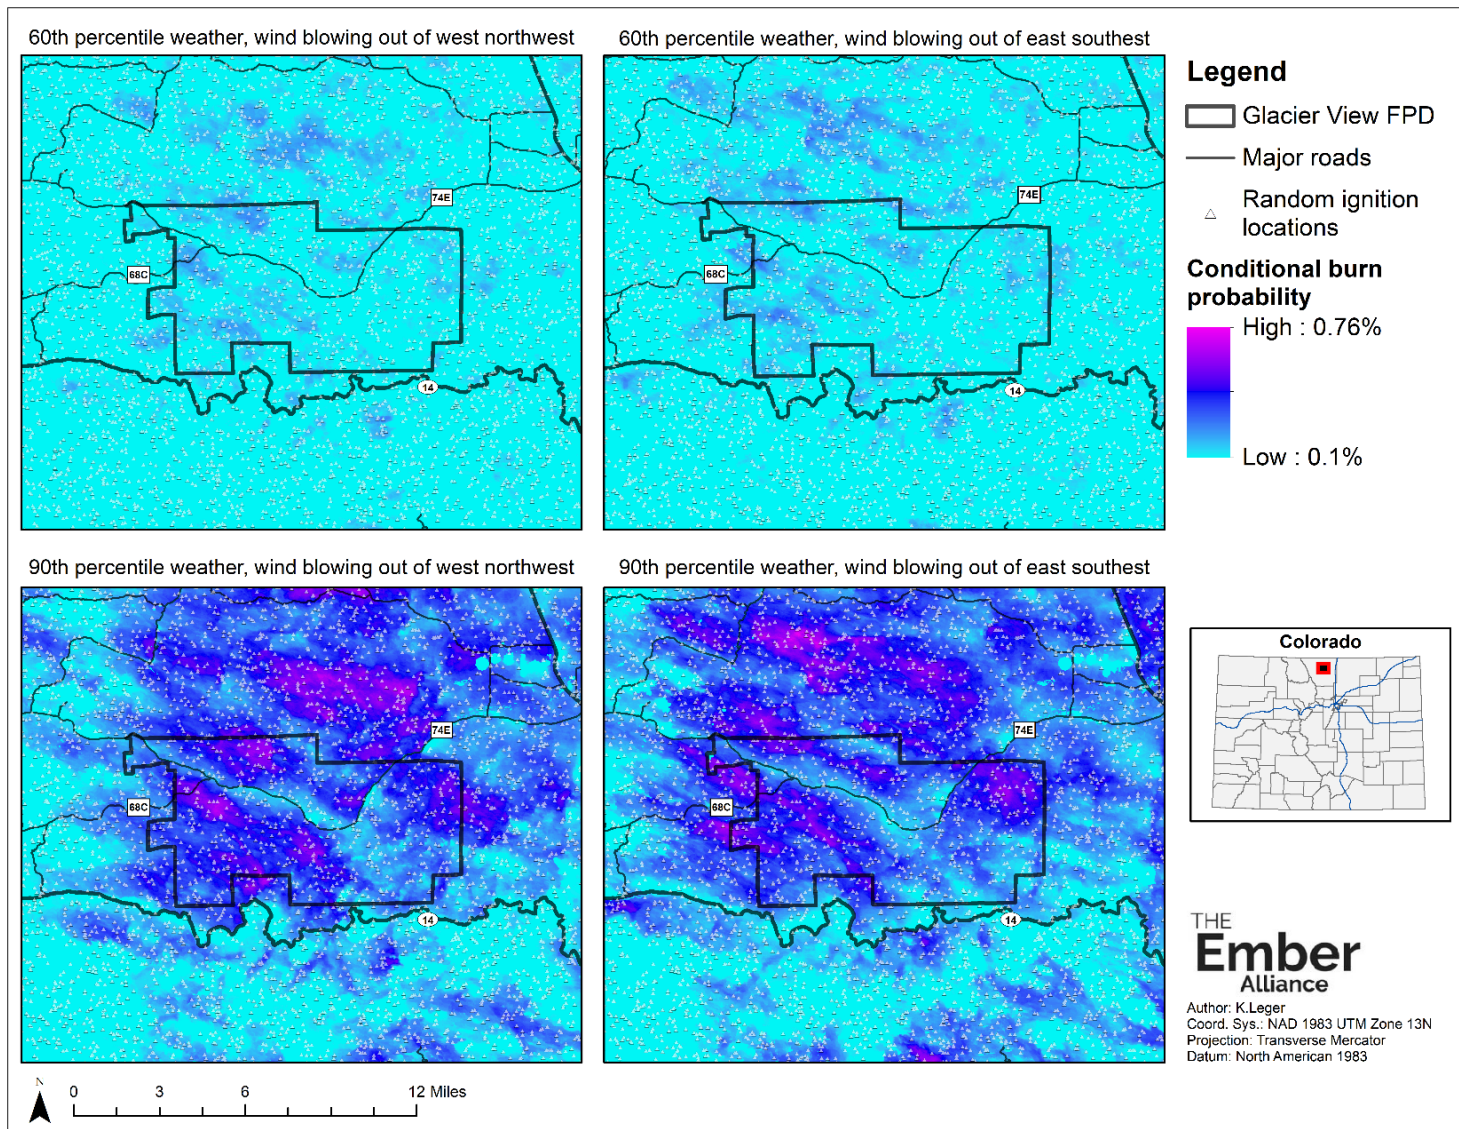 60th percentile weather, wind blowing out of west northwest
60th percentile weather, wind blowing out of east southest
74E
68C
14
74E
68C
14
90th percentile weather, wind blowing out of west northwest
90th percentile weather, wind blowing out of east southest
74E
68C
14
74E
68C
14
Legend
Glacier View FPD
Major roads
Random ignition
locations
Conditional burn
probability
High : 0.76%
Low : 0.1%
Colorado
THE
Ember
Alliance
Author: K.Leger
Coord. Sys.: NAD 1983 UTM Zone 13N
Projection: Transverse Mercator
Datum: North American 1983
N
0 3 6 12 Miles